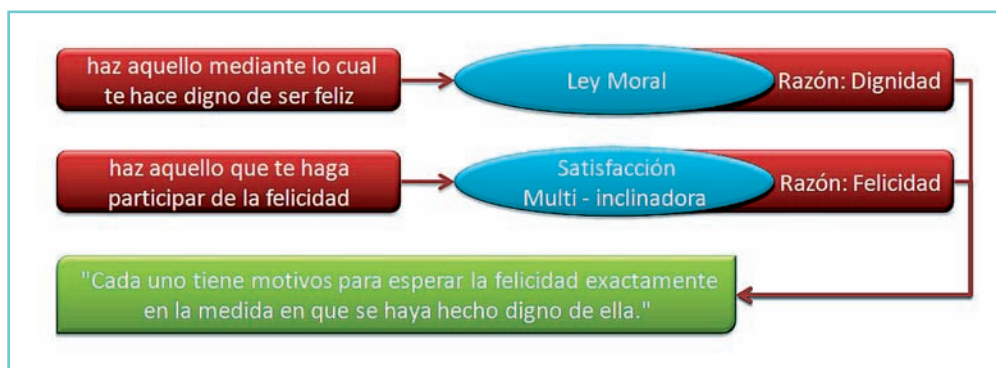 haz aquello mediante lo cual
te hace digno de ser feliz
Ley Moral
Razón: Dignidad
haz aquello que te haga
participar de la felicidad
Satisfacción
Multi - inclinadora
Razón: Felicidad
"Cada uno tiene motivos para esperar la felicidad exactamente
en la medida en que se haya hecho digno de ella."